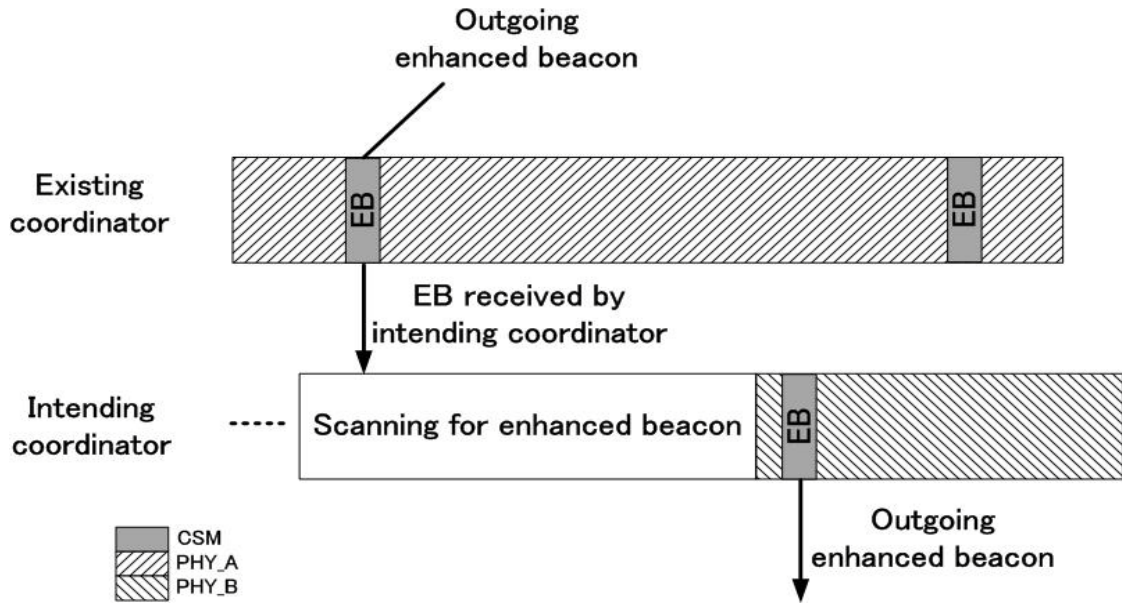 Outgoing
enhanced beacon
Existing
coordinator
EB
EB
EB received by
intending coordinator
Intending
coordinator
Scanning for enhanced beacon
EB
Outgoing
enhanced beacon
CSM
PHY_A
PHY_B